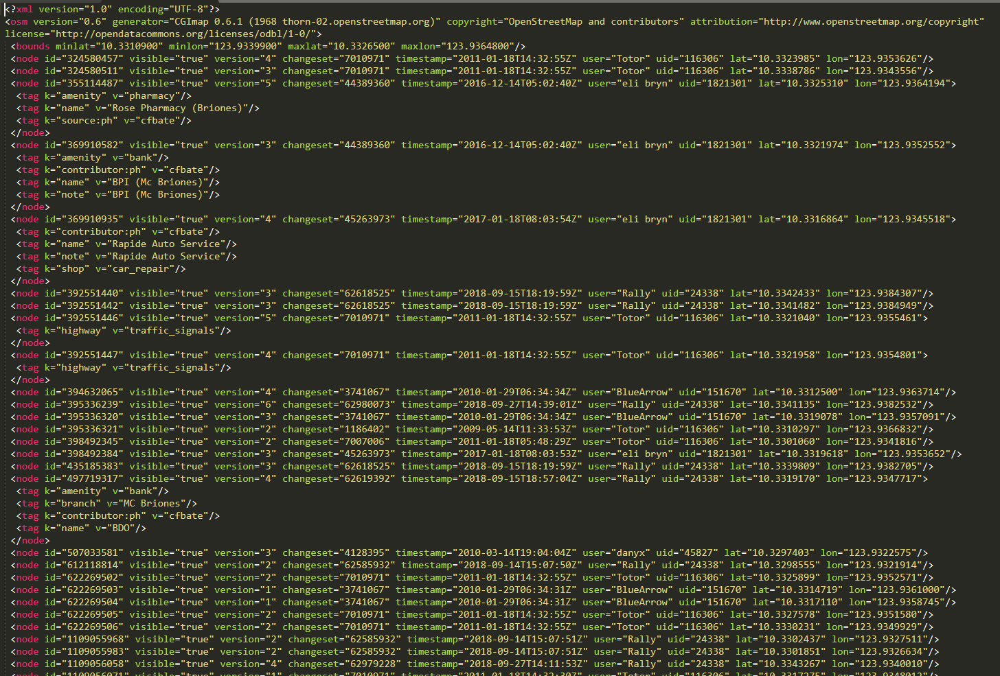 <?xml version="1.0" encoding="UTF-8"?>
<osm version="0.6" generator="CGImap 0.6.1 (1968 thorn-02.openstreetmap.org)" copyright="OpenStreetMap and contributors" attribution="http://www.openstreetmap.org/copyright"
license="http://opendatacommons.org/licenses/odbl/1-0/">
<bounds minlat="10.3310900" minlon="123.9339900" maxlat="10.3326500" maxlon="123.9364800"/>
<node id="324580457" visible="true" version="4" changeset="7010971" timestamp="2011-01-18T14:32:55Z" user="Totor" uid="116306" lat="10.3323985" lon="123.9353626"/>
<node id="324580511" visible="true" version="3" changeset="7010971" timestamp="2011-01-18T14:32:55Z" user="Totor" uid="116306" lat="10.3338786" lon="123.9343556"/>
<node id="355114487" visible="true" version="5" changeset="44389360" timestamp="2016-12-14T05:02:40Z" user="eli bryn" uid="1821301" lat="10.3325310" lon="123.9364194">
<tag k="amenity" v="pharmacy"/>
<tag k="name" v="Rose Pharmacy (Briones)"/>
<tag k="source:ph" v="cfbate"/>
</node>
<node id="369910582" visible="true" version="3" changeset="44389360" timestamp="2016-12-14T05:02:40Z" user="eli bryn" uid="1821301" lat="10.3321974" lon="123.9352552">
<tag k="amenity" v="bank"/>
<tag k="contributor:ph" v="cfbate"/>
<tag k="name" v="BPI (Mc Briones)"/>
<tag k="note" v="BPI (Mc Briones)"/>
</node>
<node id="369910935" visible="true" version="4" changeset="45263973" timestamp="2017-01-18T08:03:54Z" user="eli bryn" uid="1821301" lat="10.3316864" lon="123.9345518">
<tag k="contributor:ph" v="cfbate"/>
<tag k="name" v="Rapide Auto Service"/>
<tag k="note" v="Rapide Auto Service"/>
<tag k="shop" v="car_repair"/>
</node>
<node id="392551440" visible="true" version="3" changeset="62618525" timestamp="2018-09-15T18:19:59Z" user="Rally" uid="24338" lat="10.3342433" lon="123.9384307"/>
<node id="392551442" visible="true" version="3" changeset="62618525" timestamp="2018-09-15T18:19:59Z" user="Rally" uid="24338" lat="10.3341482" lon="123.9384949"/>
<node id="392551446" visible="true" version="5" changeset="7010971" timestamp="2011-01-18T14:32:55Z" user="Totor" uid="116306" lat="10.3321040" lon="123.9355461">
<tag k="highway" v="traffic_signals"/>
</node>
<node id="392551447" visible="true" version="4" changeset="7010971" timestamp="2011-01-18T14:32:55Z" user="Totor" uid="116306" lat="10.3321958" lon="123.9354801">
<tag k="highway" v="traffic_signals"/>
</node>
<node id="394632065" visible="true" version="4" changeset="3741067" timestamp="2010-01-29T06:34:34Z" user="BlueArrow" uid="151670" lat="10.3312500" lon="123.9363714"/>
<node id="395336239" visible="true" version="6" changeset="62980073" timestamp="2018-09-27T14:39:01Z" user="Rally" uid="24338" lat="10.3341135" lon="123.9382532"/>
<node id="395336320" visible="true" version="3" changeset="3741067" timestamp="2010-01-29T06:34:34Z" user="BlueArrow" uid="151670" lat="10.3319078" lon="123.9357091"/>
<node id="395336321" visible="true" version="2" changeset="1186402" timestamp="2009-05-14T11:33:53Z" user="Totor" uid="116306" lat="10.3310297" lon="123.9366832"/>
<node id="398492345" visible="true" version="2" changeset="7007006" timestamp="2011-01-18T05:48:29Z" user="Totor" uid="116306" lat="10.3301060" lon="123.9341816"/>
<node id="398492384" visible="true" version="3" changeset="45263973" timestamp="2017-01-18T08:03:53Z" user="eli bryn" uid="1821301" lat="10.3319618" lon="123.9353652"/>
<node id="435185383" visible="true" version="3" changeset="62618525" timestamp="2018-09-15T18:19:59Z" user="Rally" uid="24338" lat="10.3339809" lon="123.9382705"/>
<node id="497719317" visible="true" version="4" changeset="62619392" timestamp="2018-09-15T18:57:04Z" user="Rally" uid="24338" lat="10.3319170" lon="123.9347717">
<tag k="amenity" v="bank"/>
<tag k="branch" v="MC Briones"/>
<tag k="contributor:ph" v="cfbate"/>
<tag k="name" v="BDO"/>
</node>
<node id="507033581" visible="true" version="3" changeset="4128395" timestamp="2010-03-14T19:04:04Z" user="danyx" uid="45827" lat="10.3297403" lon="123.9322575"/>
<node id="612118814" visible="true" version="2" changeset="62585932" timestamp="2018-09-14T15:07:50Z" user="Rally" uid="24338" lat="10.3298555" lon="123.9321914"/>
<node id="622269502" visible="true" version="2" changeset="7010971" timestamp="2011-01-18T14:32:55Z" user="Totor" uid="116306" lat="10.3325899" lon="123.9352571"/>
<node id="622269503" visible="true" version="1" changeset="3741067" timestamp="2010-01-29T06:34:31Z" user="BlueArrow" uid="151670" lat="10.3314719" lon="123.9361000"/>
<node id="622269504" visible="true" version="1" changeset="3741067" timestamp="2010-01-29T06:34:31Z" user="BlueArrow" uid="151670" lat="10.3317110" lon="123.9358745"/>
<node id="622269505" visible="true" version="2" changeset="7010971" timestamp="2011-01-18T14:32:55Z" user="Totor" uid="116306" lat="10.3327578" lon="123.9351580"/>
<node id="622269506" visible="true" version="2" changeset="7010971" timestamp="2011-01-18T14:32:55Z" user="Totor" uid="116306" lat="10.3330231" lon="123.9349929"/>
<node id="1109055968" visible="true" version="2" changeset="62585932" timestamp="2018-09-14T15:07:51Z" user="Rally" uid="24338" lat="10.3302437" lon="123.9327511"/>
<node id="1109055983" visible="true" version="2" changeset="62585932" timestamp="2018-09-14T15:07:51Z" user="Rally" uid="24338" lat="10.3301851" lon="123.9326634"/>
<node id="1109056058" visible="true" version="4" changeset="62979228" timestamp="2018-09-27T14:11:53Z" user="Rally" uid="24338" lat="10.3343267" lon="123.9340010"/>